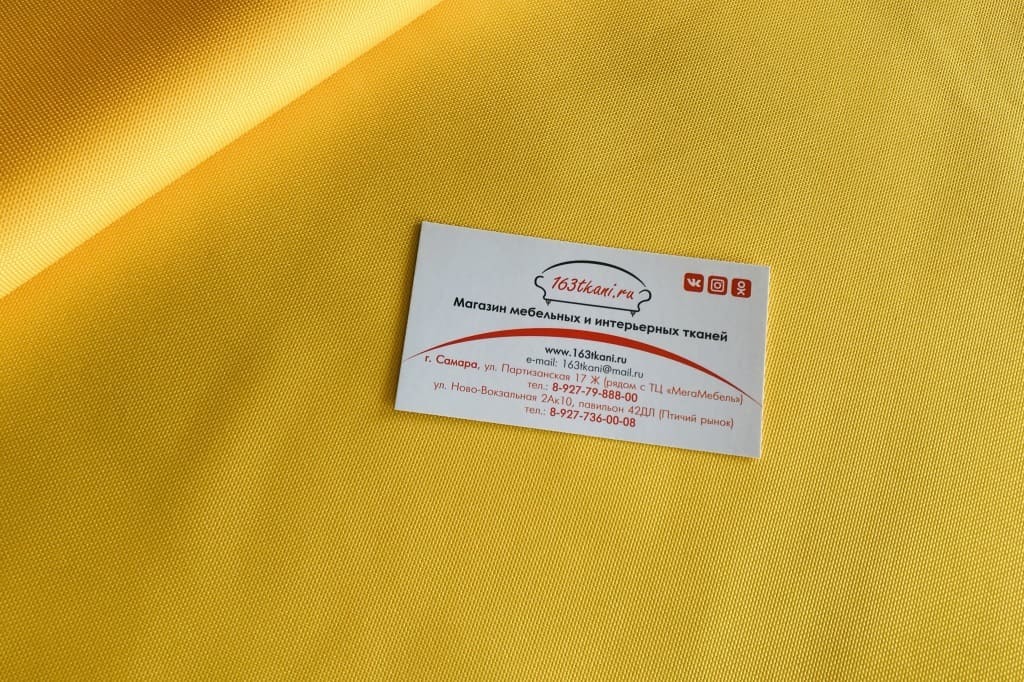 163tkani.ru
Магазин мебельных и интерьерных тканей
www.163tkani.ru
e-mail: 163tkani@mail.ru
г. Самара, ул. Партизанская 17 Ж (рядом с ТЦ «МегаМебель»)
тел.: 8-927-79-888-00
ул. Ново-Вокзальная 2Ак10, павильон 42ДЛ (Птичий рынок)
тел.: 8-927-736-00-08